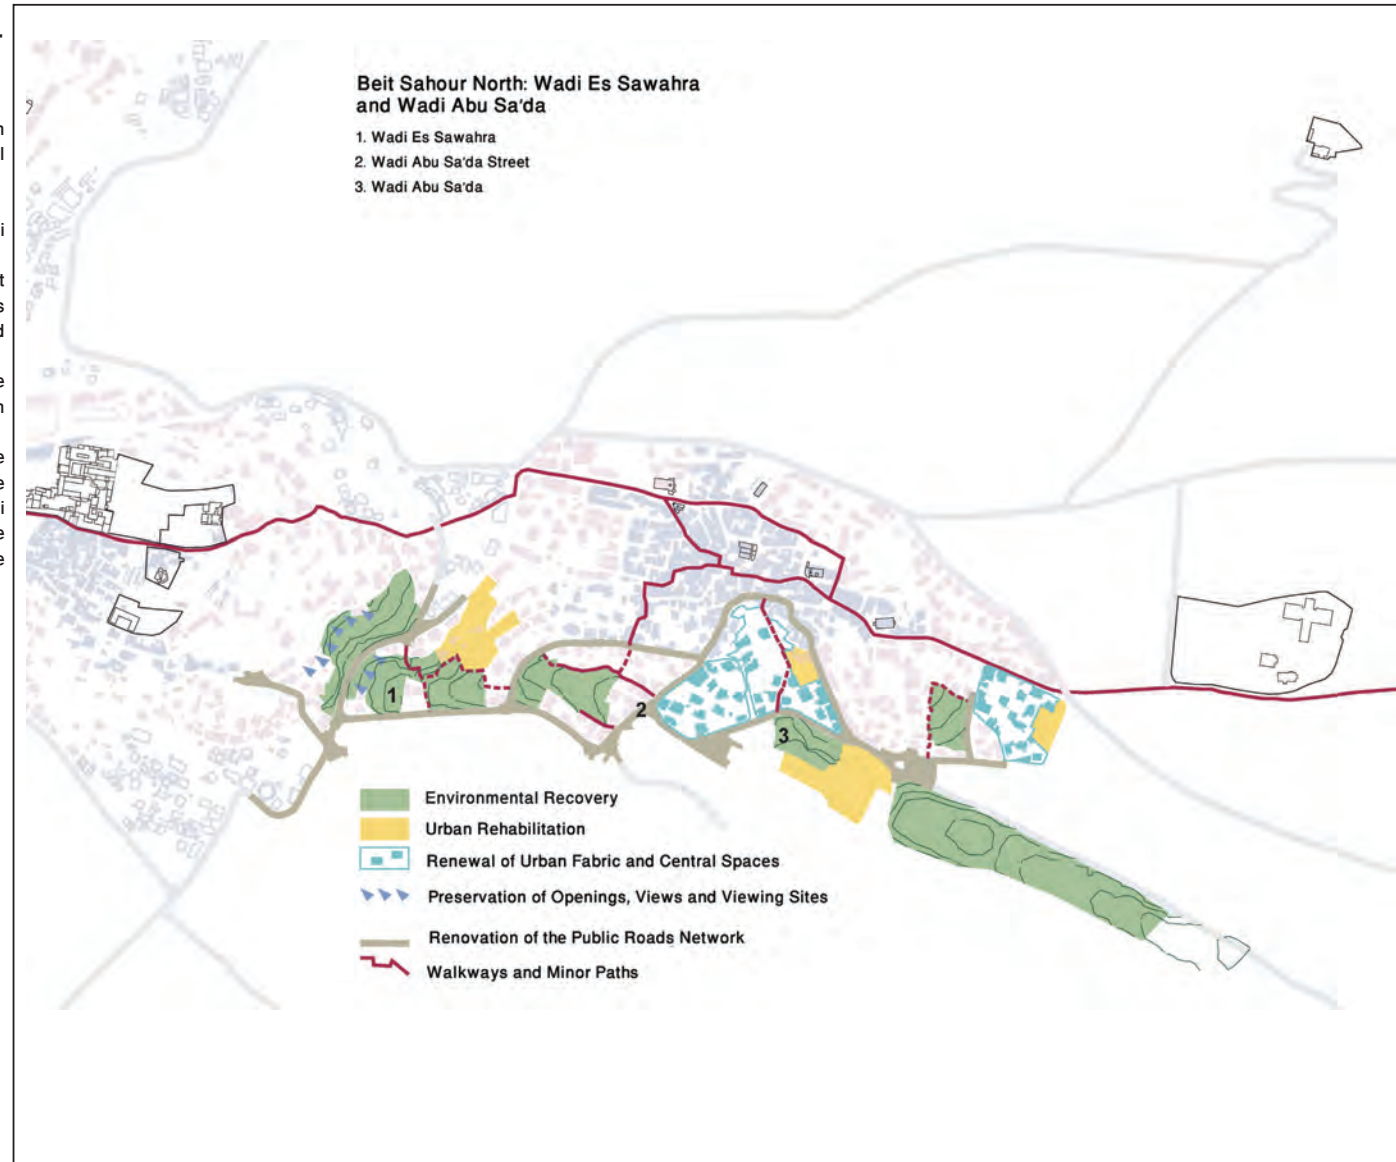 Beit Sahour North: Wadi Es Sawahra
and Wadi Abu Sa'da
1. Wadi Es Sawahra
2. Wadi Abu Sa'da Street
3. Wadi Abu Sa'da
1
2
3
Environmental Recovery
Urban Rehabilitation
Renewal of Urban Fabric and Central Spaces
Preservation of Openings, Views and Viewing Sites
Renovation of the Public Roads Network
Walkways and Minor Paths